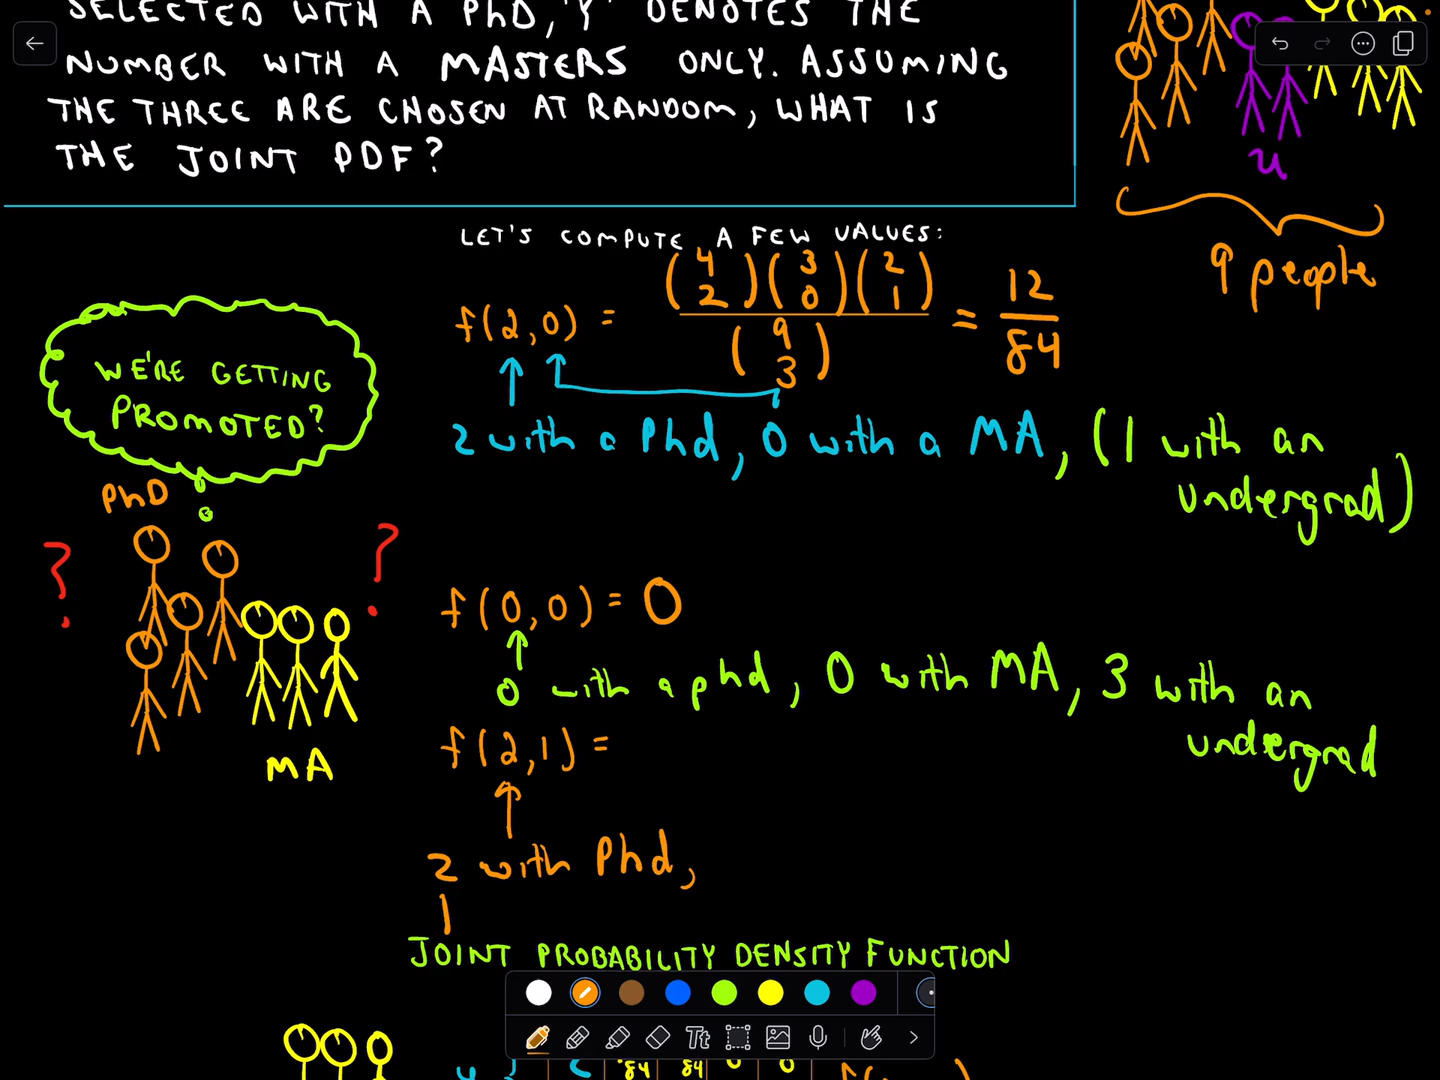 SELECTED WITH A PhD, 'Y' DENOTES THE
NUMBER WITH A MASTERS ONLY. ASSUMING
THE THREE ARE CHOSEN AT RANDOM, WHAT IS
THE JOINT PDF?
u
9 people
LET'S COMPUTE A FEW VALUES:
f(2,0) = (4 2)(3 0)(2 1) / (9 3) = 12/84
2 with a Phd, 0 with a MA, (1 with an
undergrad)
WE'RE GETTING
PROMOTED?
PhD
? ?
MA
f(0,0) = 0
0 with a phd, 0 with MA, 3 with an
undergrad
f(2,1) =
2 with Phd,
1
JOINT PROBABILITY DENSITY FUNCTION
Tt
84 84